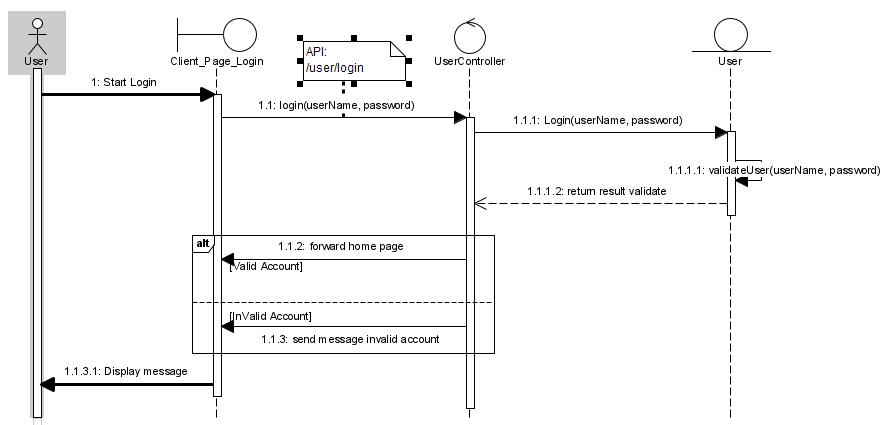 API:
/user/login
User
Client_Page_Login
UserController
User
1: Start Login
1.1: login(userName, password)
1.1.1: Login(userName, password)
1.1.1.1: validateUser(userName, password)
1.1.1.2: return result validate
alt
1.1.2: forward home page
[Valid Account]
[InValid Account]
1.1.3: send message invalid account
1.1.3.1: Display message